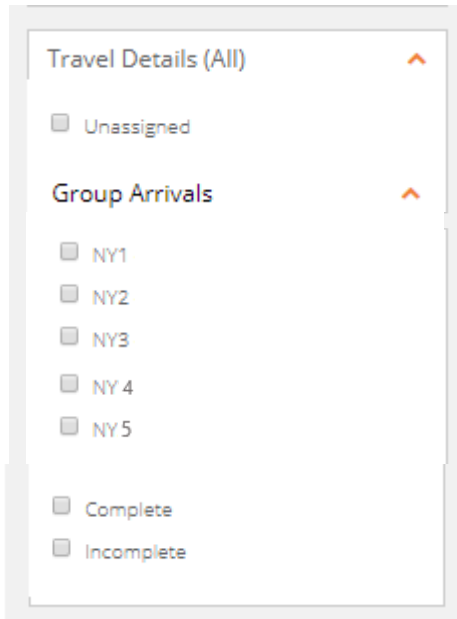 Travel Details (All)
Unassigned
Group Arrivals
NY1
NY2
NY3
NY 4
NY 5
Complete
Incomplete